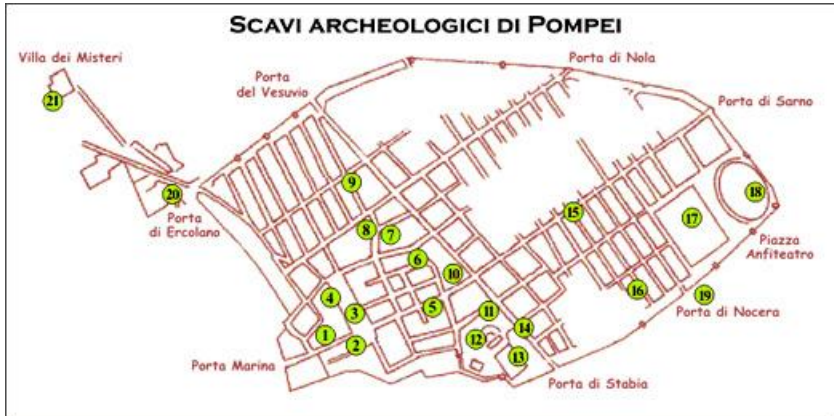 SCAVI ARCHEOLOGICI DI POMPEI
Villa dei Misteri
Porta di Nola
Porta
del Vesuvio
Porta di Sarno
21
9
20
18
Porta
di Ercolano
15
17
8
7
Piazza
Anfiteatro
6
10
16
19
4
5
Porta di Nocera
3
11
14
1
2
12
13
Porta Marina
Porta di Stabia